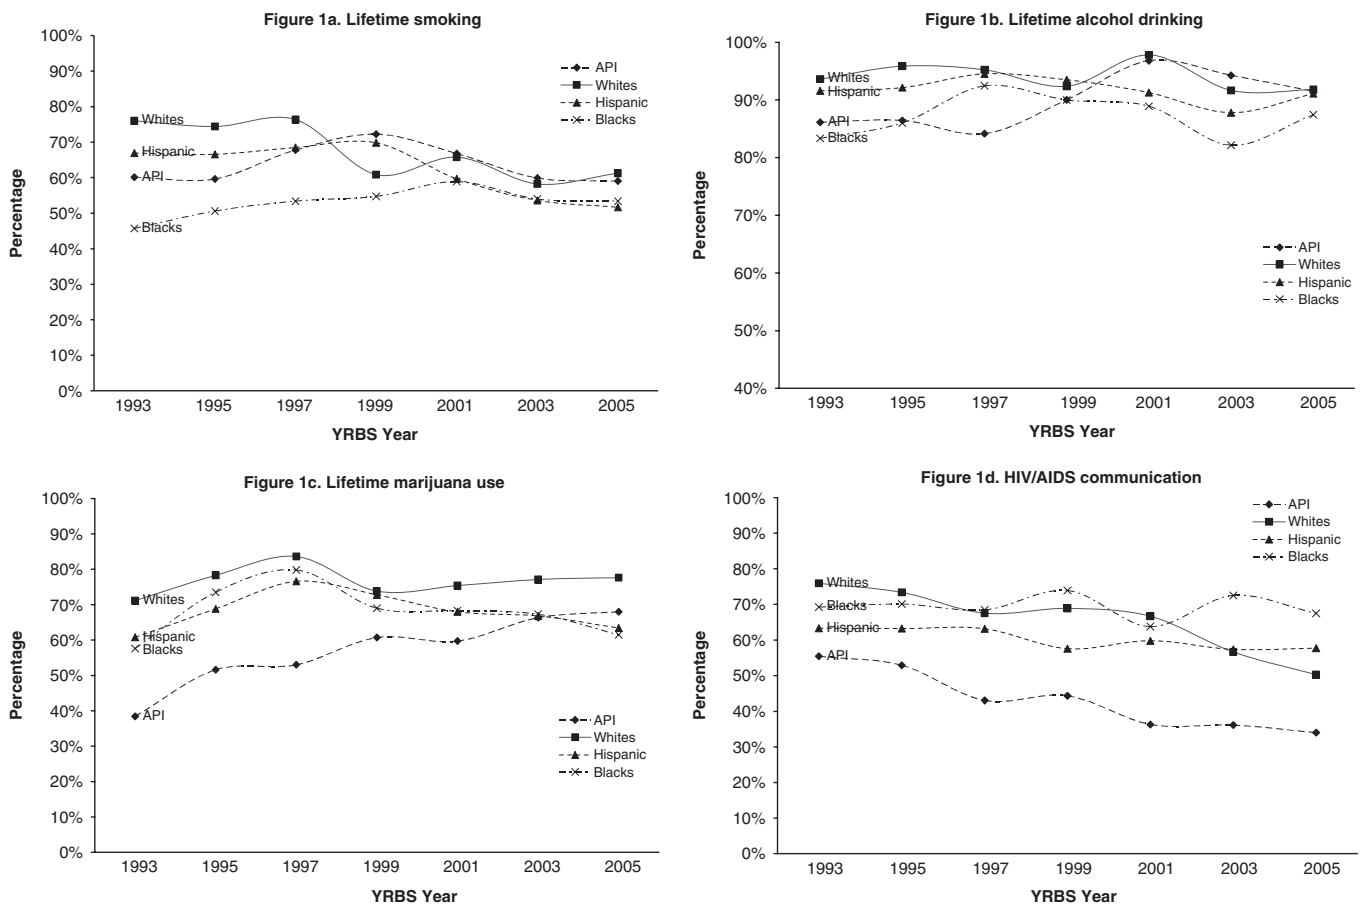 Figure 1a. Lifetime smoking
100%
90%
80%
70%
60%
50%
40%
30%
20%
10%
0%
Percentage
Whites
Hispanic
API
Blacks
API
Whites
Hispanic
Blacks
1993 1995 1997 1999 2001 2003 2005
YRBS Year
Figure 1b. Lifetime alcohol drinking
100%
90%
80%
70%
60%
50%
40%
Percentage
Whites
Hispanic
API
Blacks
API
Whites
Hispanic
Blacks
1993 1995 1997 1999 2001 2003 2005
YRBS Year
Figure 1c. Lifetime marijuana use
100%
90%
80%
70%
60%
50%
40%
30%
20%
10%
0%
Percentage
Whites
Hispanic
Blacks
API
API
Whites
Hispanic
Blacks
1993 1995 1997 1999 2001 2003 2005
YRBS Year
Figure 1d. HIV/AIDS communication
100%
90%
80%
70%
60%
50%
40%
30%
20%
10%
0%
Percentage
Whites
Blacks
Hispanic
API
API
Whites
Hispanic
Blacks
1993 1995 1997 1999 2001 2003 2005
YRBS Year